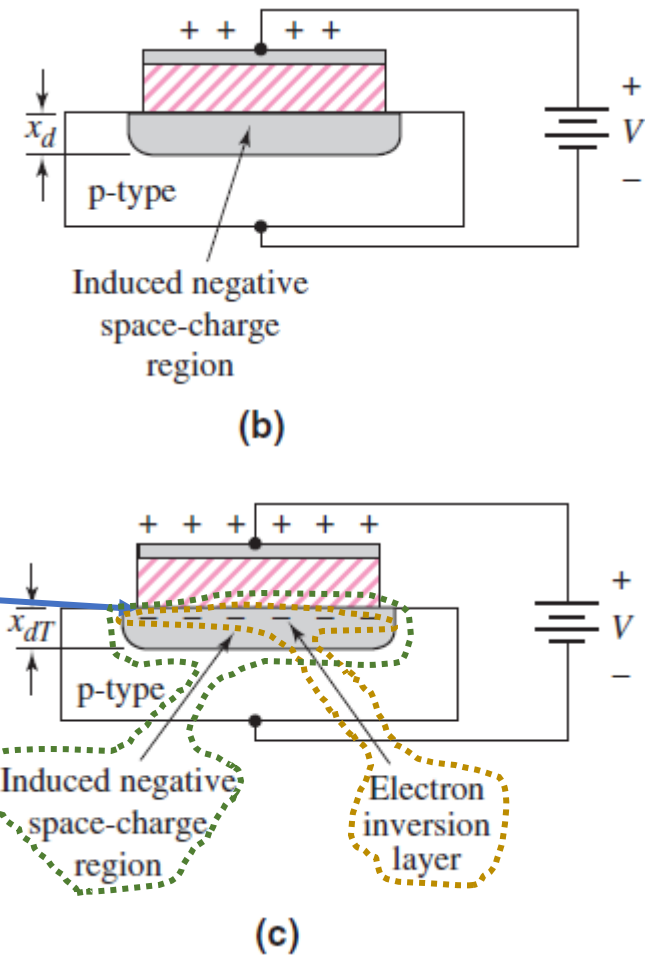 + + + +
x_d
+
V
−
p-type
Induced negative
space-charge
region
(b)
+ + + + + +
x_dT
+
V
−
− − − − − −
p-type
Induced negative
space-charge
region
Electron
inversion
layer
(c)